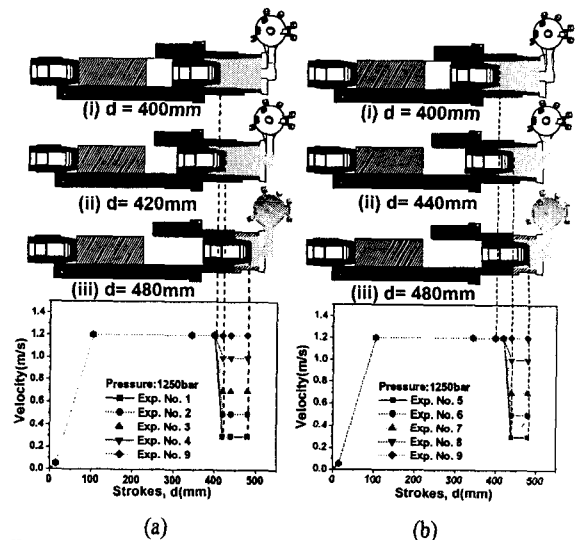 (i) d = 400mm
(ii) d= 420mm
(iii) d= 480mm
1.4
1.2
1.0
0.8
0.6
0.4
0.2
0.0
Velocity(m/s)
Pressure:1250bar
Exp. No. 1
Exp. No. 2
Exp. No. 3
Exp. No. 4
Exp. No. 9
0 100 200 300 400 500
Strokes, d(mm)
(a)
(i) d = 400mm
(ii) d= 440mm
(iii) d= 480mm
1.4
1.2
1.0
0.8
0.6
0.4
0.2
0.0
Velocity(m/s)
Pressure:1250bar
Exp. No. 5
Exp. No. 6
Exp. No. 7
Exp. No. 8
Exp. No. 9
0 100 200 300 400 500
Strokes, d(mm)
(b)